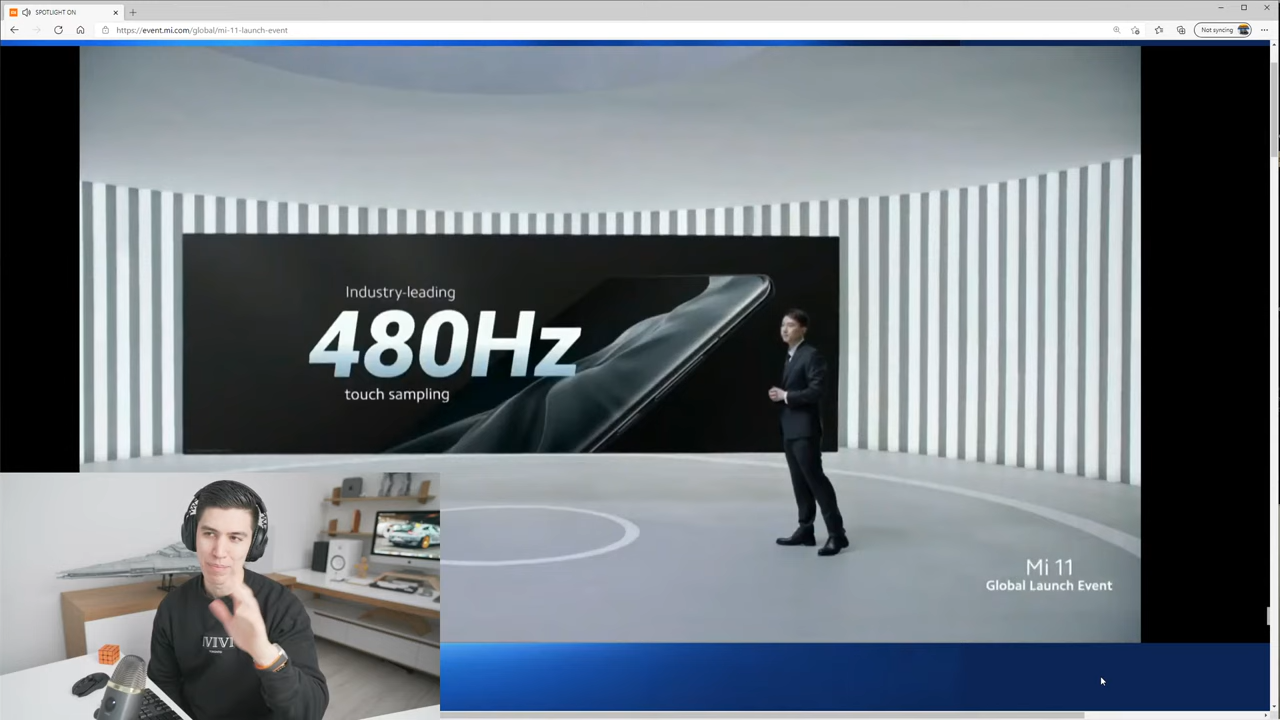 SPOTLIGHT ON
https://event.mi.com/global/mi-11-launch-event
Not syncing
Industry-leading
480Hz
touch sampling
Mi 11
Global Launch Event